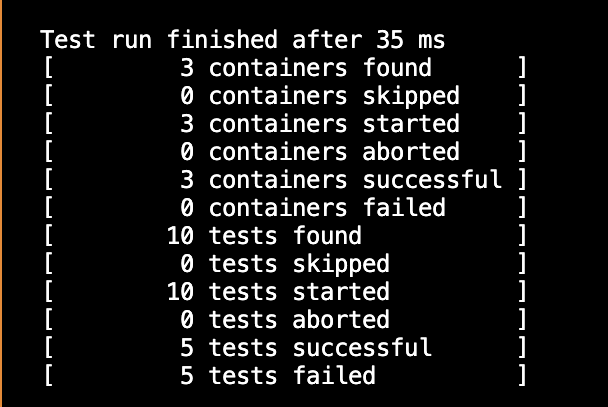 Test run finished after 35 ms
[         3 containers found      ]
[         0 containers skipped    ]
[         3 containers started    ]
[         0 containers aborted    ]
[         3 containers successful ]
[         0 containers failed     ]
[        10 tests found           ]
[         0 tests skipped         ]
[        10 tests started         ]
[         0 tests aborted         ]
[         5 tests successful      ]
[         5 tests failed          ]